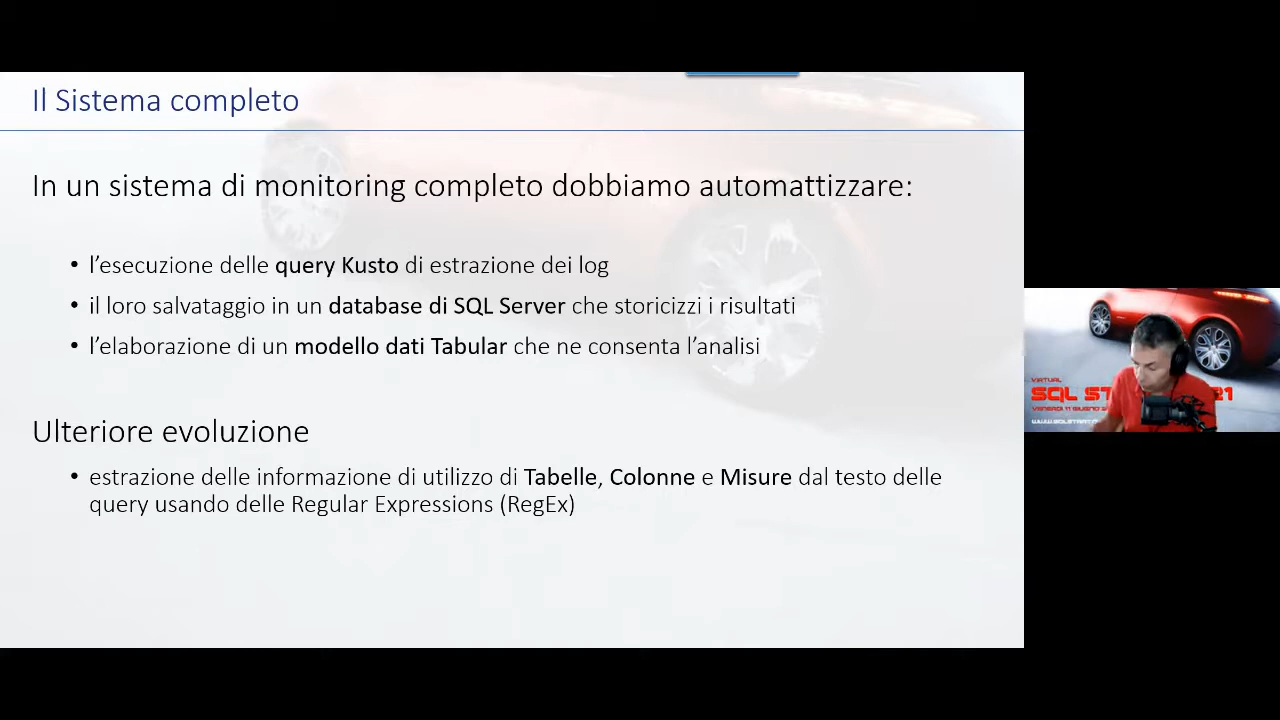 Il Sistema completo
In un sistema di monitoring completo dobbiamo automattizzare:
• l’esecuzione delle query Kusto di estrazione dei log
• il loro salvataggio in un database di SQL Server che storicizzi i risultati
• l’elaborazione di un modello dati Tabular che ne consenta l’analisi
Ulteriore evoluzione
• estrazione delle informazione di utilizzo di Tabelle, Colonne e Misure dal testo delle
query usando delle Regular Expressions (RegEx)
VIRTUAL
SQL
VENERDI 11 GIUGNO